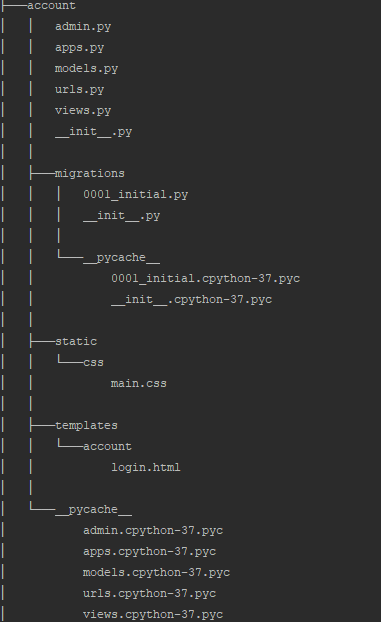 ├───account
│   │   admin.py
│   │   apps.py
│   │   models.py
│   │   urls.py
│   │   views.py
│   │   __init__.py
│   │
│   ├───migrations
│   │   │   0001_initial.py
│   │   │   __init__.py
│   │   │
│   │   └───__pycache__
│   │           0001_initial.cpython-37.pyc
│   │           __init__.cpython-37.pyc
│   │
│   ├───static
│   │   └───css
│   │           main.css
│   │
│   ├───templates
│   │   └───account
│   │           login.html
│   │
│   └───__pycache__
│           admin.cpython-37.pyc
│           apps.cpython-37.pyc
│           models.cpython-37.pyc
│           urls.cpython-37.pyc
│           views.cpython-37.pyc